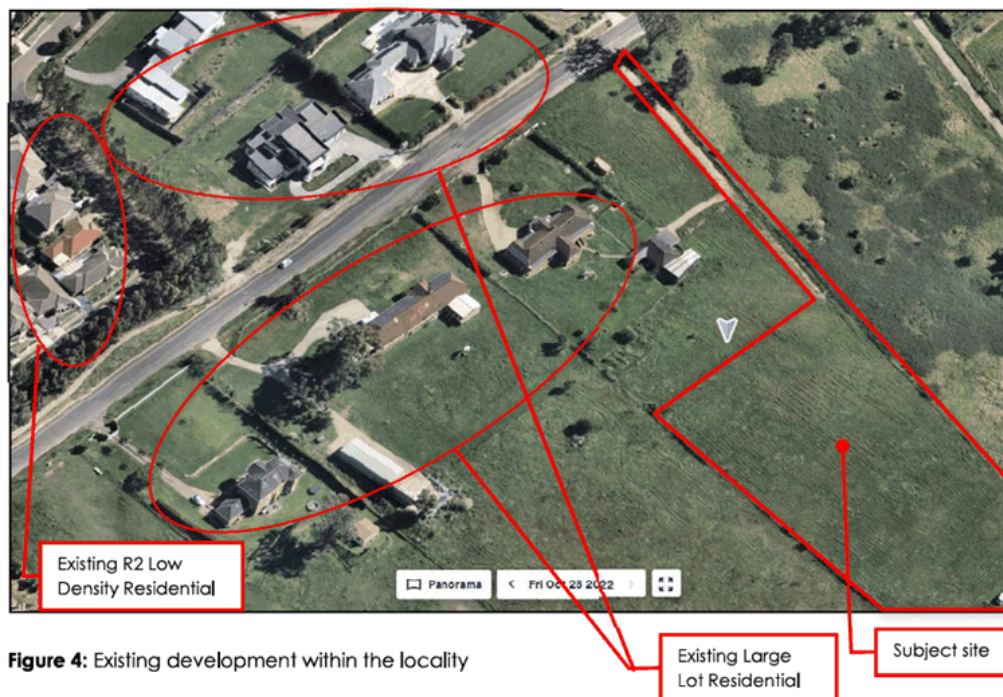 Existing R2 Low
Density Residential
Panorama
Fri Oct 28 2022
Figure 4: Existing development within the locality
Existing Large
Lot Residential
Subject site